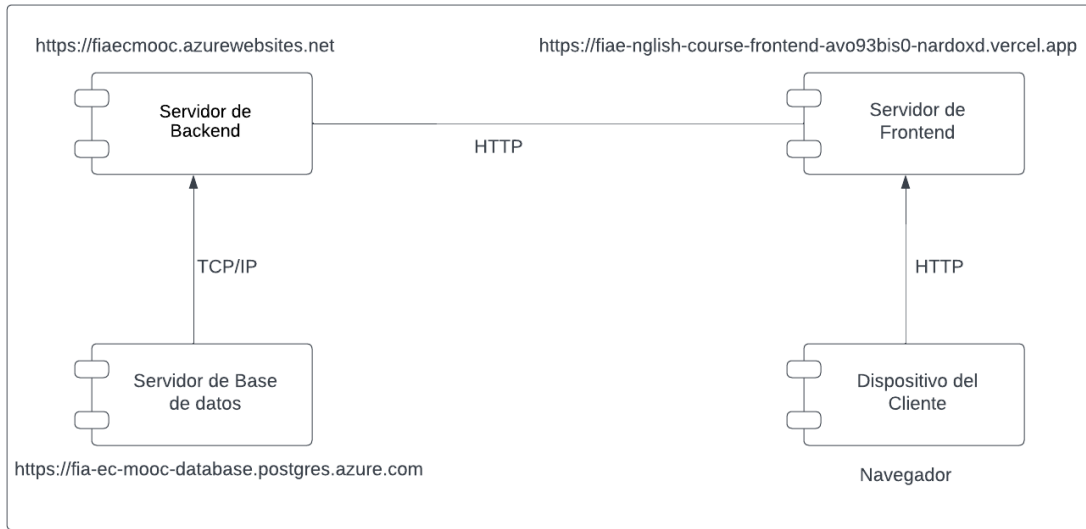 https://fiaecmooc.azurewebsites.net
https://fiae-nglish-course-frontend-avo93bis0-nardoxd.vercel.app
Servidor de
Backend
Servidor de
Frontend
HTTP
TCP/IP
HTTP
Servidor de Base
de datos
Dispositivo del
Cliente
https://fia-ec-mooc-database.postgres.azure.com
Navegador